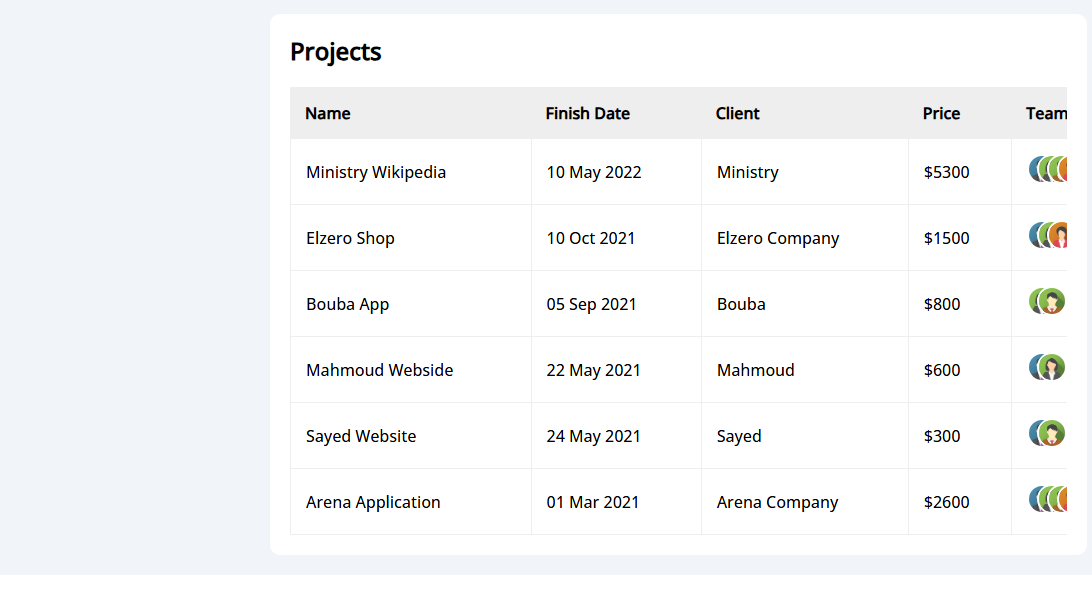 Projects
Name Finish Date Client Price Team
Ministry Wikipedia 10 May 2022 Ministry $5300
Elzero Shop 10 Oct 2021 Elzero Company $1500
Bouba App 05 Sep 2021 Bouba $800
Mahmoud Webside 22 May 2021 Mahmoud $600
Sayed Website 24 May 2021 Sayed $300
Arena Application 01 Mar 2021 Arena Company $2600